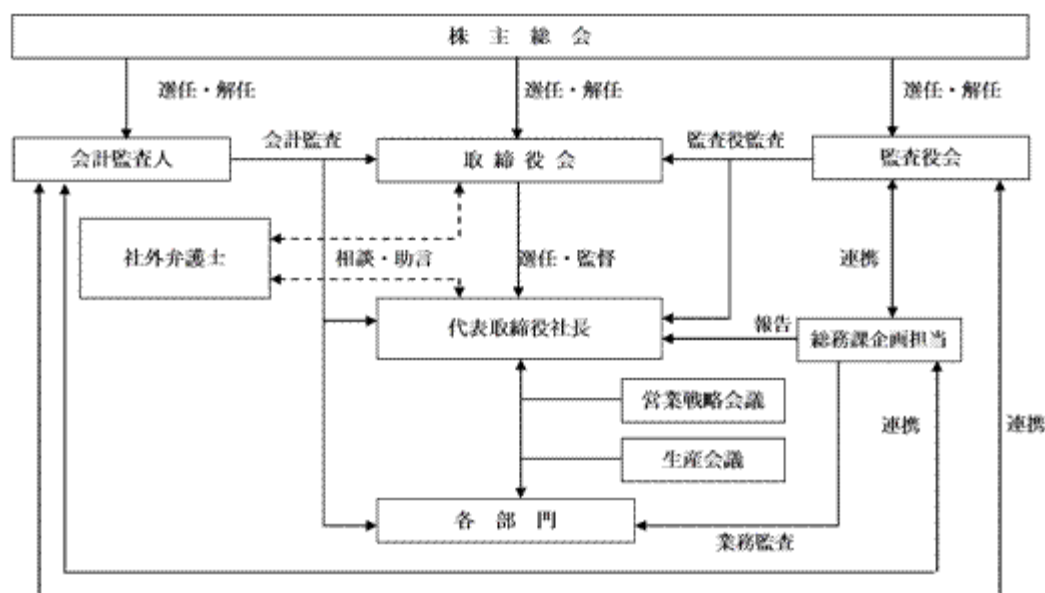 株 主 総 会
選任・解任
選任・解任
選任・解任
会計監査人
会計監査
取 締 役 会
監査役監査
監査役会
社外弁護士
相談・助言
選任・監督
連携
代表取締役社長
報告
総務課企画担当
営業戦略会議
連携
連携
生産会議
各 部 門
業務監査